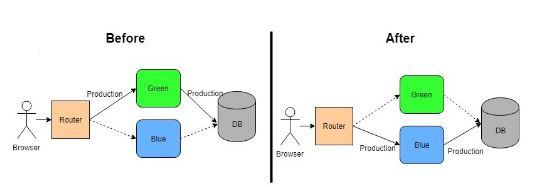 Before
After
Production
Production
Green
Router
DB
Blue
Browser
Green
Router
DB
Production
Blue
Production
Browser